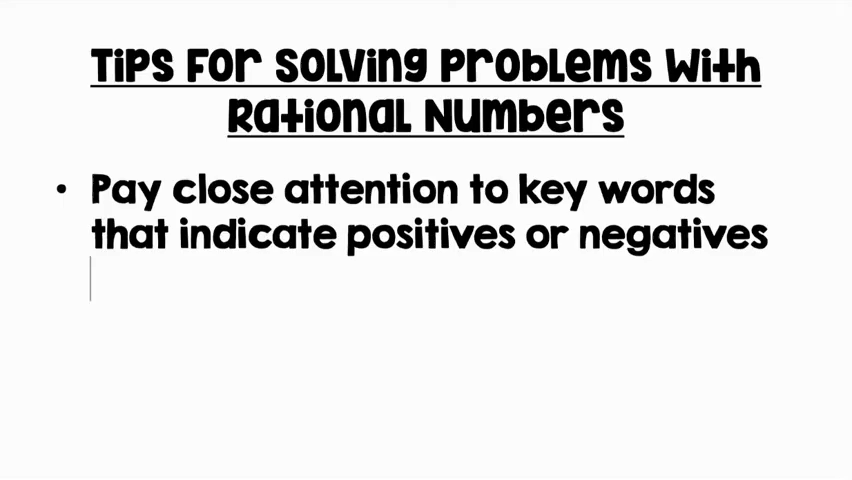 Tips For Solving Problems With
Rational Numbers
• Pay close attention to key words
that indicate positives or negatives